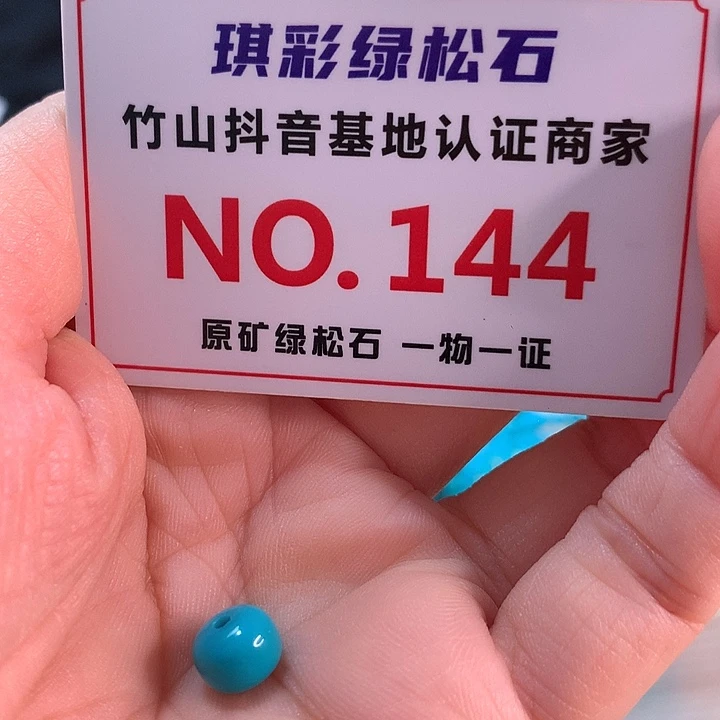 琪彩绿松石
竹山抖音基地认证商家
NO.144
原矿绿松石 一物一证